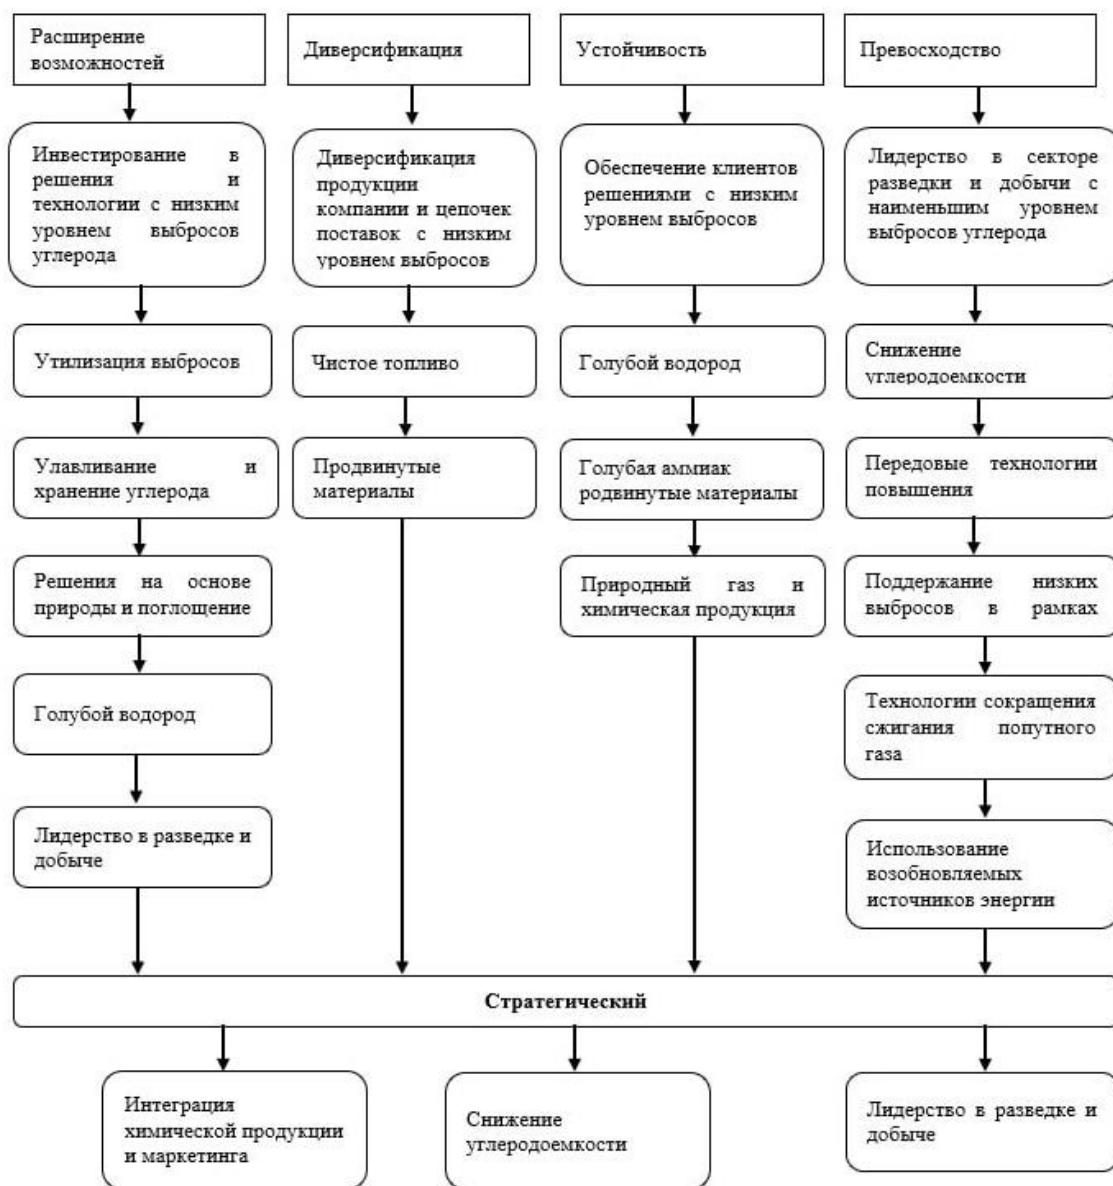 Расширение
возможностей
Диверсификация
Устойчивость
Превосходство
Инвестирование в
решения и
технологии с низким
уровнем выбросов
углерода
Диверсификация
продукции
компании и цепочек
поставок с низким
уровнем выбросов
Обеспечение клиентов
решениями с низким
уровнем выбросов
Лидерство в секторе
разведки и добычи с
наименьшим уровнем
выбросов углерода
Утилизация выбросов
Чистое топливо
Голубой водород
Снижение
углеродоемкости
Улавливание и
хранение углерода
Продвинутые
материалы
Голубая аммиак
родвинутые материалы
Передовые технологии
повышения
Решения на основе
природы и поглощение
Природный газ и
химическая продукция
Поддержание низких
выбросов в рамках
Голубой водород
Технологии сокращения
сжигания попутного
газа
Лидерство в разведке и
добыче
Использование
возобновляемых
источников энергии
Стратегический
Интеграция
химической продукции
и маркетинга
Снижение
углеродоемкости
Лидерство в разведке и
добыче